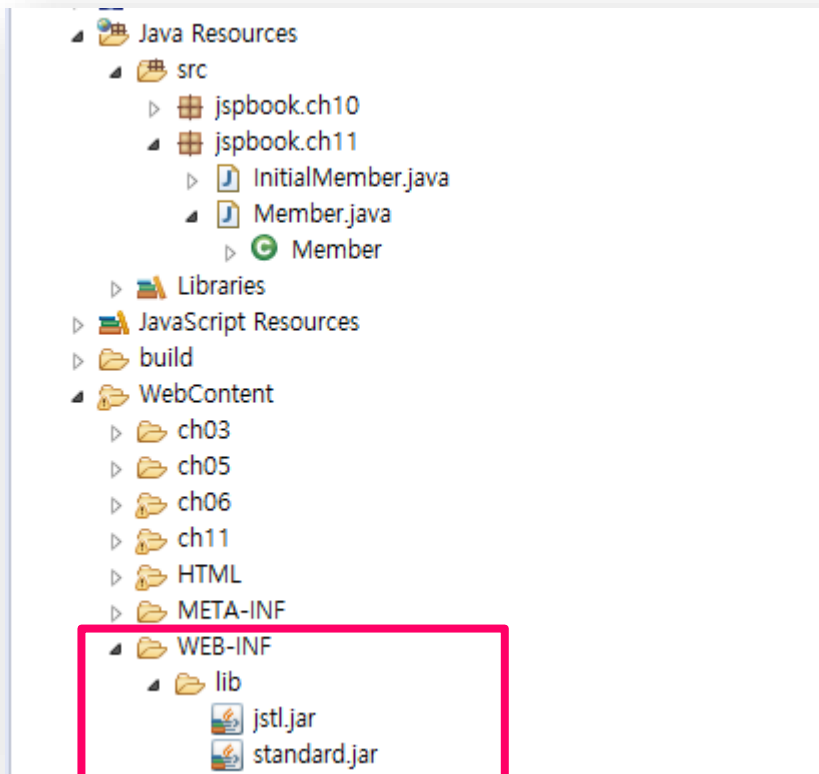 Java Resources
src
jspbook.ch10
jspbook.ch11
InitialMember.java
Member.java
Member
Libraries
JavaScript Resources
build
WebContent
ch03
ch05
ch06
ch11
HTML
META-INF
WEB-INF
lib
jstl.jar
standard.jar